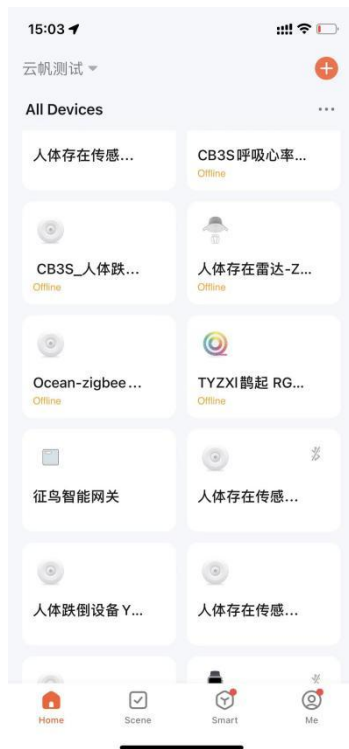 15:03
云帆测试
All Devices
人体存在传感...
CB3S呼吸心率...
Offline
CB3S_人体跌...
Offline
人体存在雷达-Z...
Offline
Ocean-zigbee...
Offline
TYZXl鹊起 RG...
Offline
征鸟智能网关
人体存在传感...
人体跌倒设备Y...
人体存在传感...
Home
Scene
Smart
Me